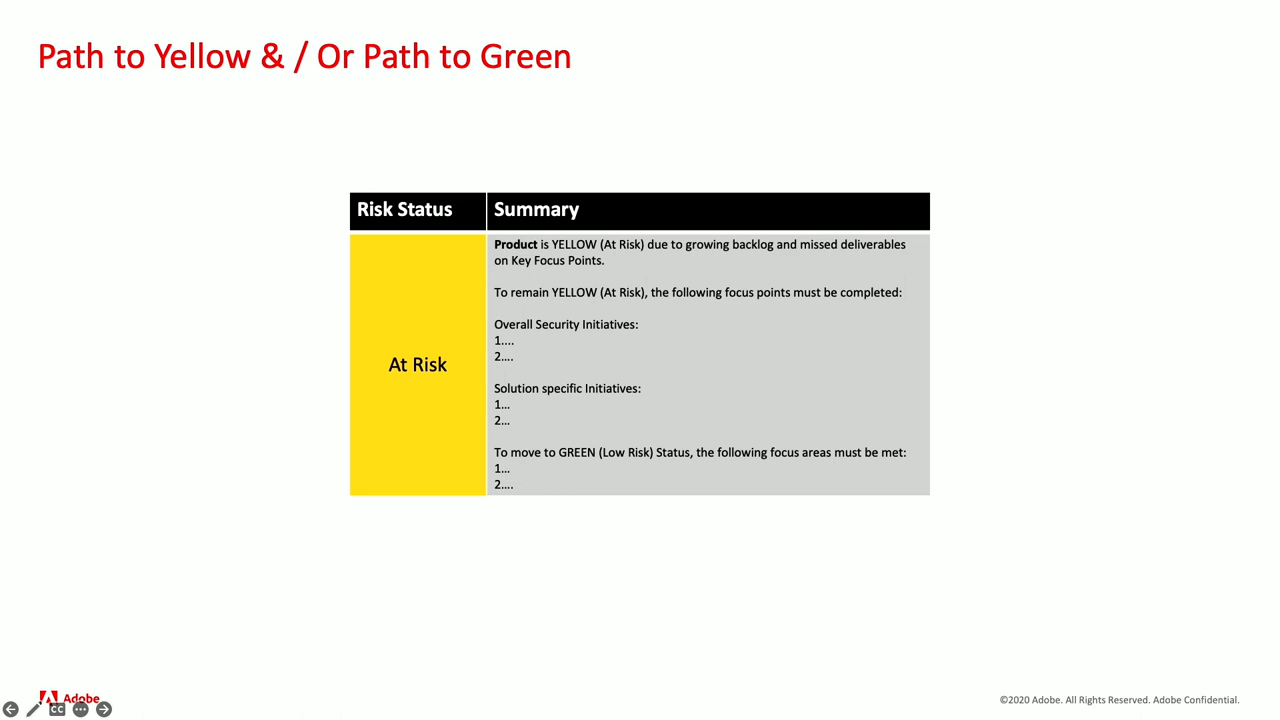 Path to Yellow & / Or Path to Green
Risk Status
Summary
At Risk
Product is YELLOW (At Risk) due to growing backlog and missed deliverables
on Key Focus Points.
To remain YELLOW (At Risk), the following focus points must be completed:
Overall Security Initiatives:
1....
2....
Solution specific Initiatives:
1...
2...
To move to GREEN (Low Risk) Status, the following focus areas must be met:
1...
2....
Adobe
CC
©2020 Adobe. All Rights Reserved. Adobe Confidential.